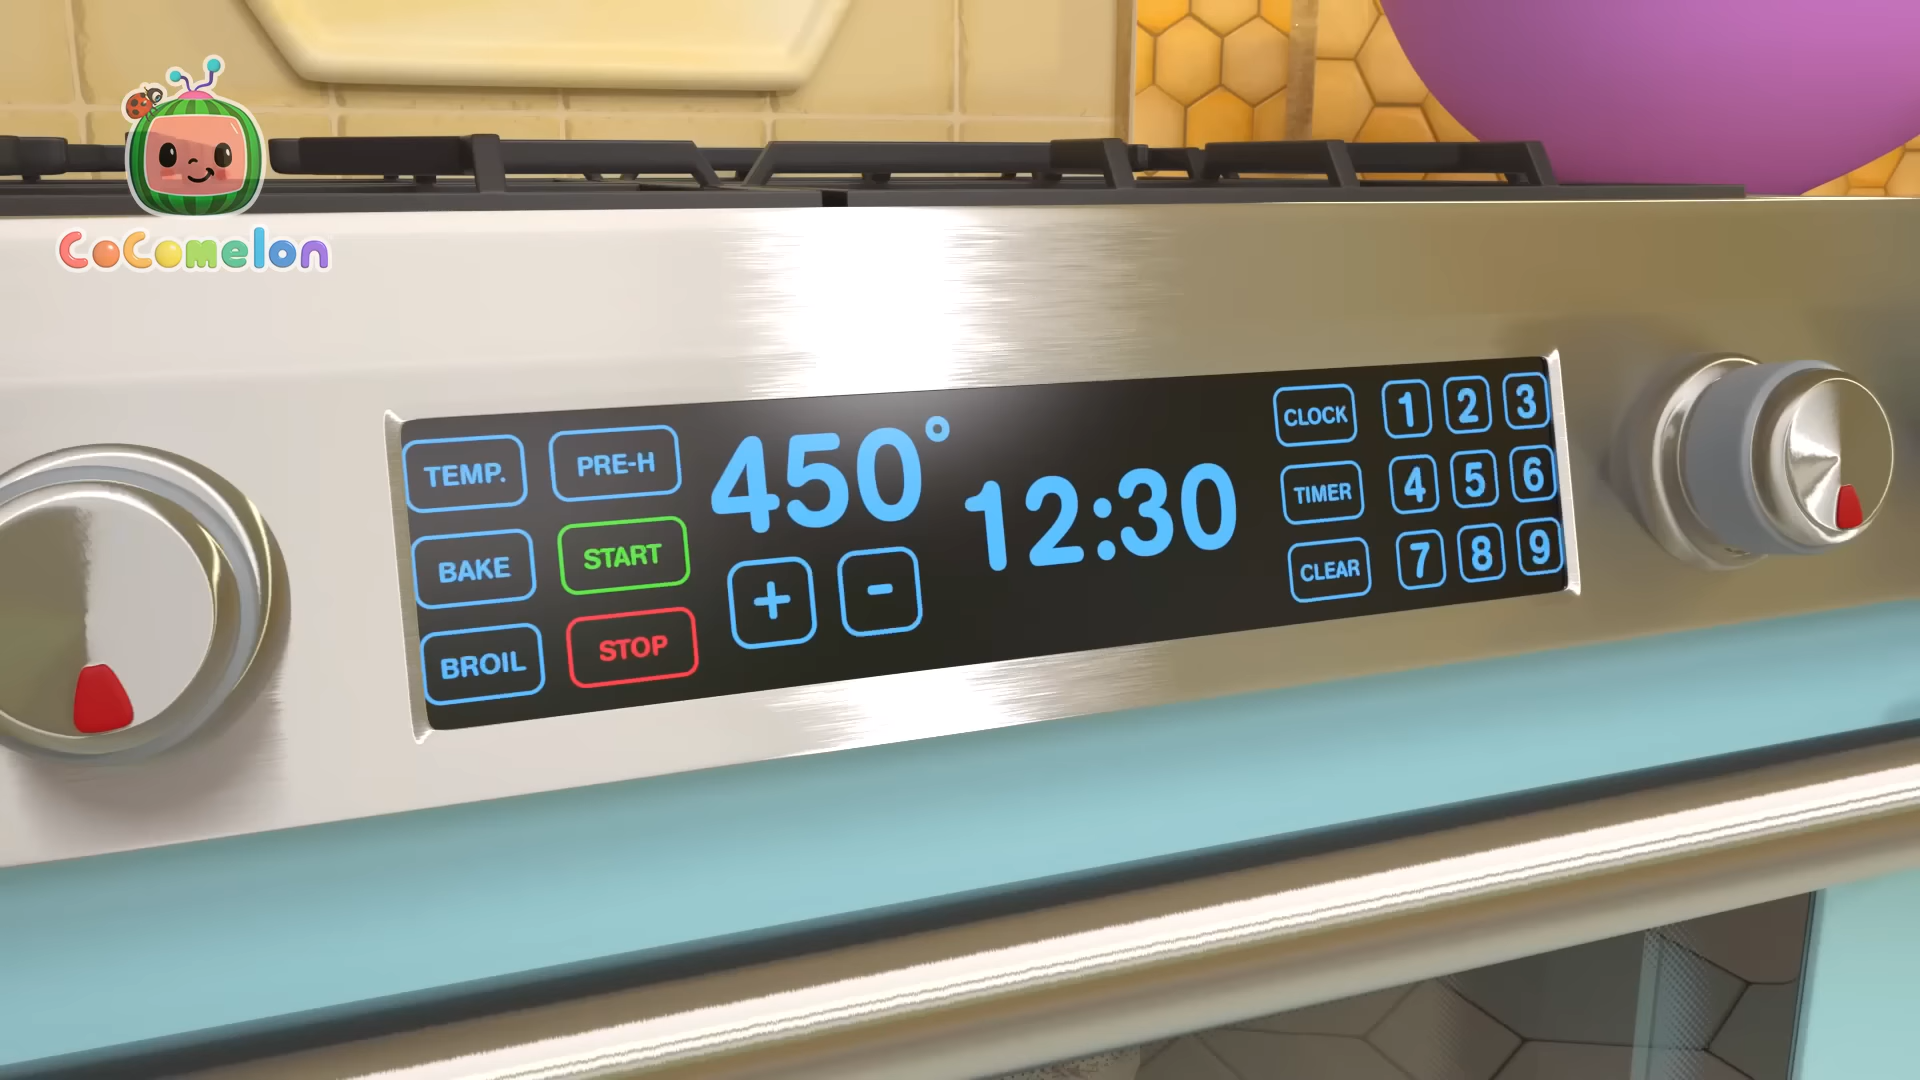 CoComelon
TEMP. PRE-H 450° 12:30 CLOCK 1 2 3
BAKE START + - TIMER 4 5 6
BROIL STOP CLEAR 7 8 9